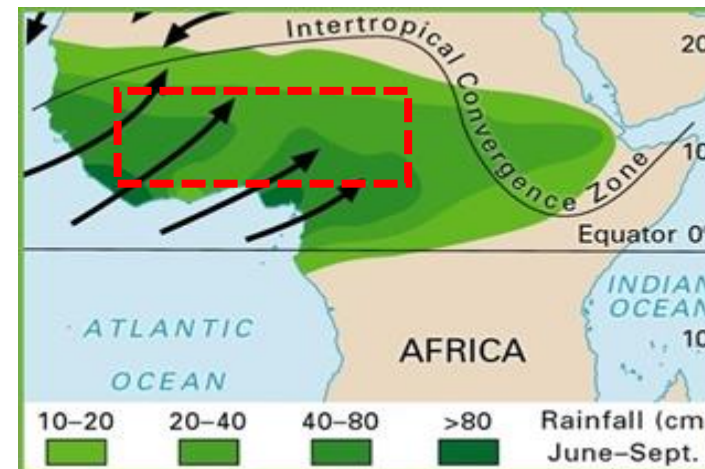 Intertropical Convergence Zone
20
10
Equator 0°
INDIAN
OCEAN
ATLANTIC
OCEAN
AFRICA
10
10–20 20–40 40–80 >80 Rainfall (cm
June–Sept.